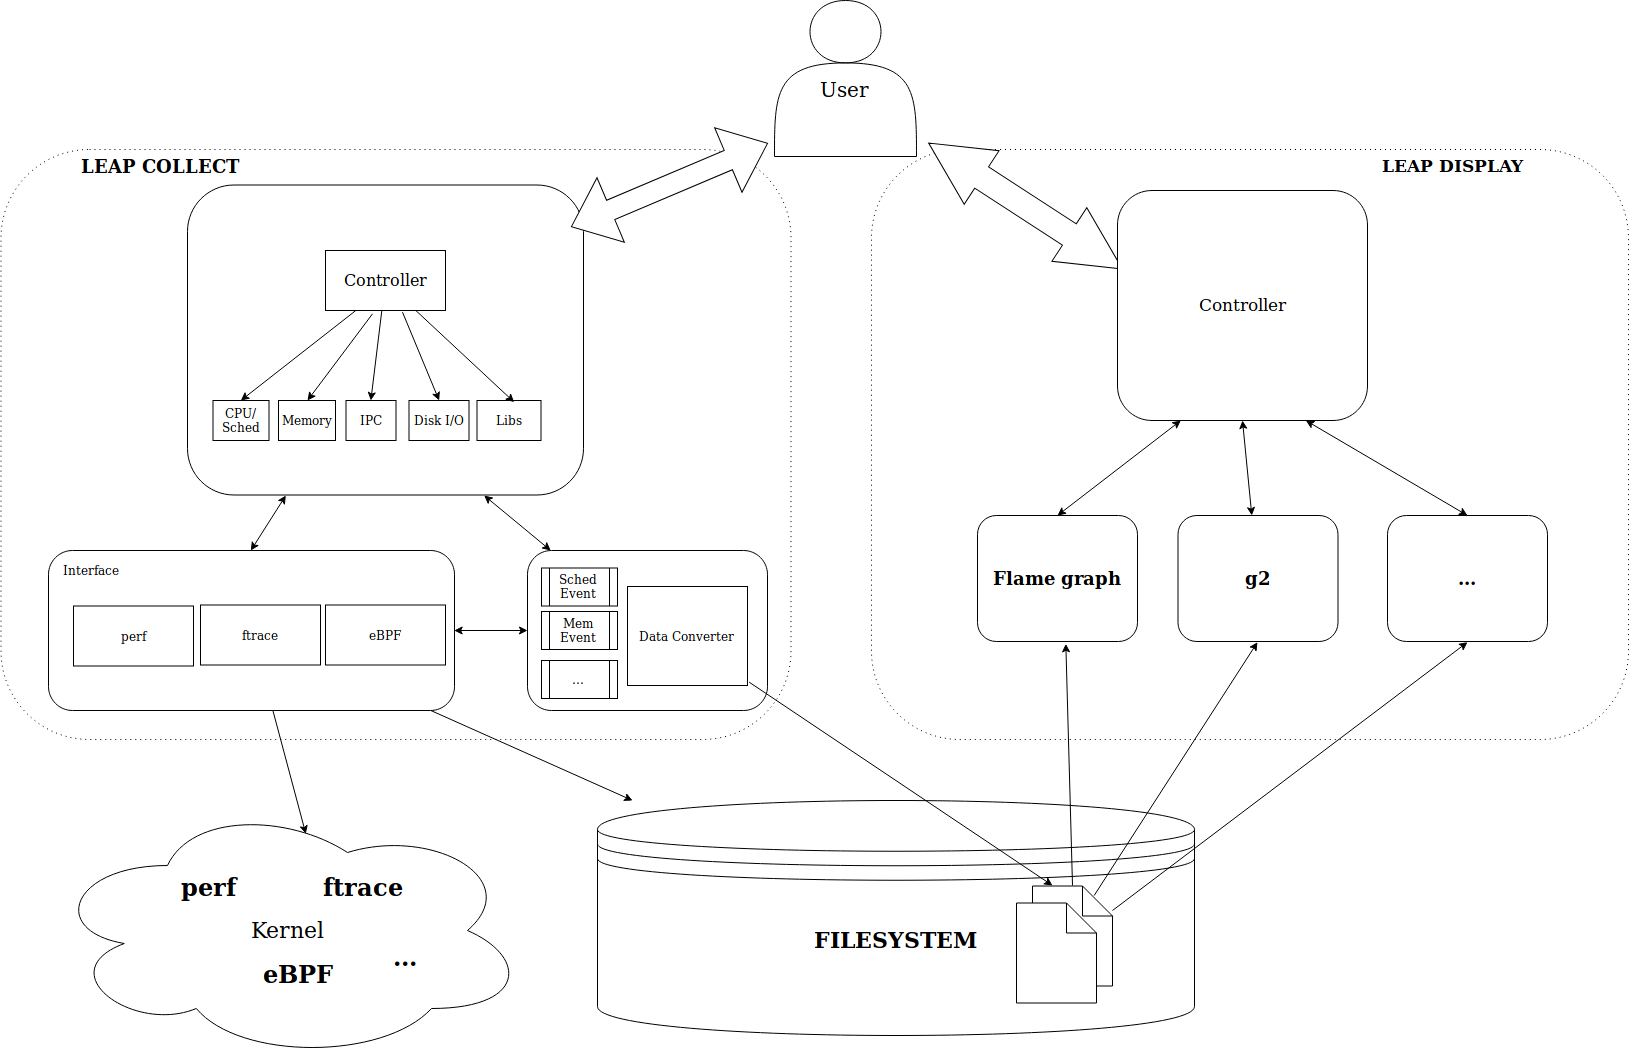 User
LEAP COLLECT
Controller
CPU/
Sched
Memory
IPC
Disk I/O
Libs
Interface
perf
ftrace
eBPF
Sched
Event
Mem
Event
...
Data Converter
LEAP DISPLAY
Controller
Flame graph
g2
...
perf
ftrace
Kernel
eBPF
...
FILESYSTEM